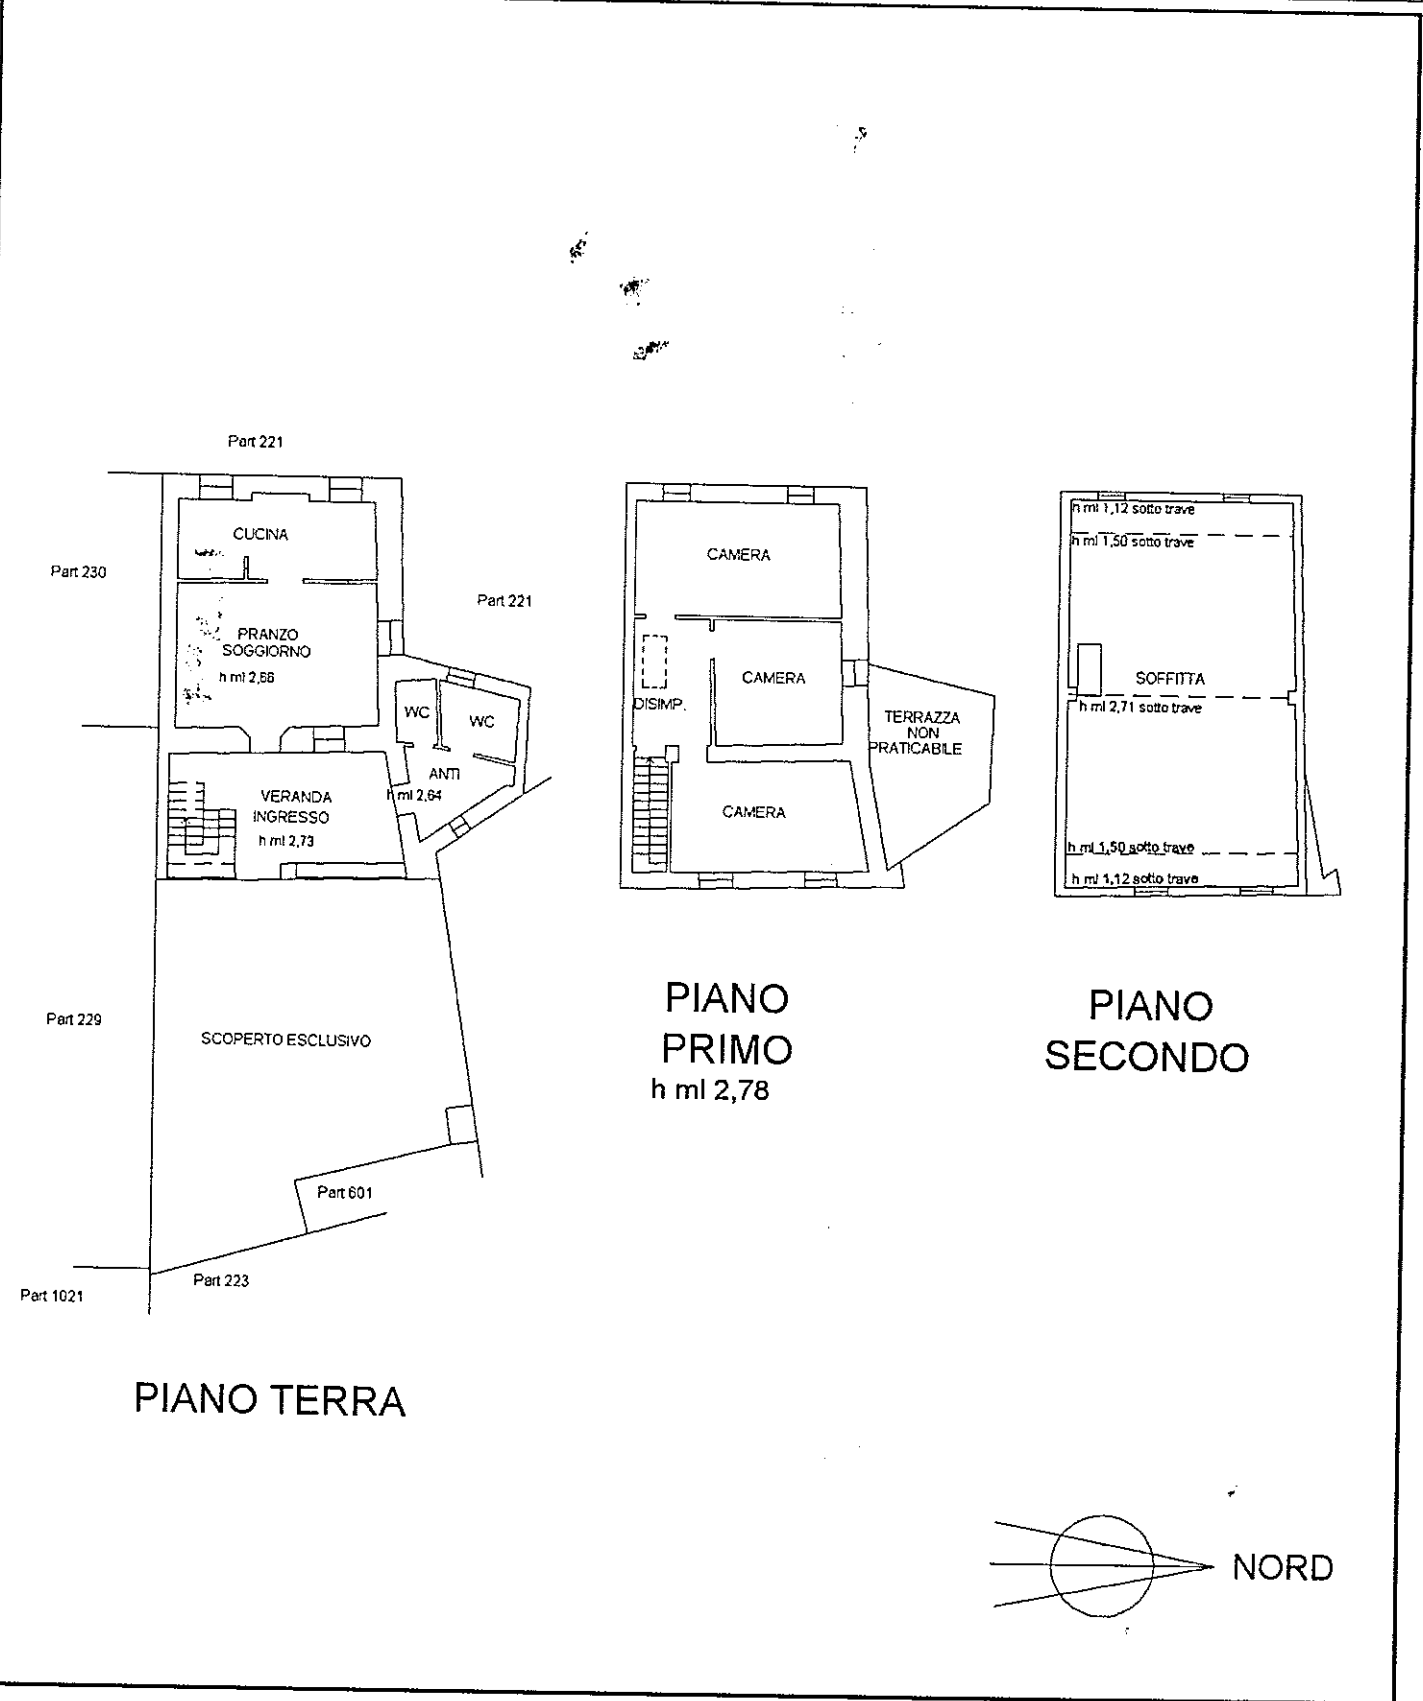 Part 221
Part 230
Part 221
CUCINA
PRANZO
SOGGIORNO
h ml 2,66
WC
WC
ANTI
h ml 2,64
VERANDA
INGRESSO
h ml 2,73
Part 229
SCOPERTO ESCLUSIVO
Part 601
Part 223
Part 1021
PIANO TERRA
CAMERA
CAMERA
DISIMP.
TERRAZZA
NON
PRATICABILE
CAMERA
PIANO
PRIMO
h ml 2,78
h ml 1,12 sotto trave
h ml 1,50 sotto trave
SOFFITTA
h ml 2,71 sotto trave
h ml 1,50 sotto trave
h ml 1,12 sotto trave
PIANO
SECONDO
NORD